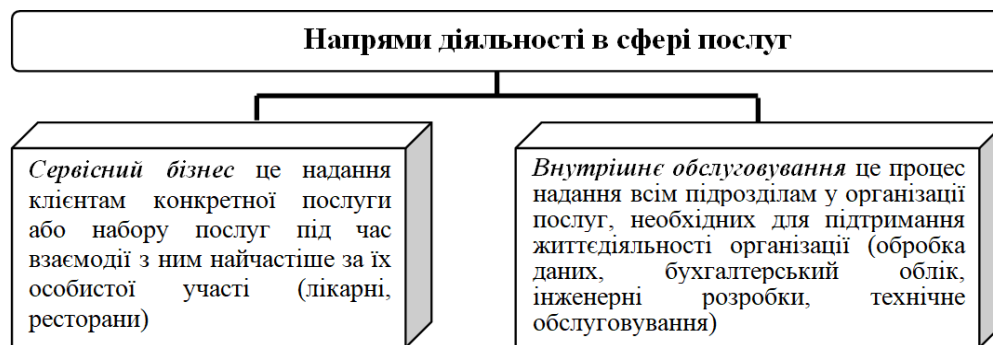 Напрями діяльності в сфері послуг
Сервісний бізнес це надання
клієнтам конкретної послуги
або набору послуг під час
взаємодії з ним найчастіше за їх
особистої участі (лікарні,
ресторани)
Внутрішнє обслуговування це процес
надання всім підрозділам у організації
послуг, необхідних для підтримання
життєдіяльності організації (обробка
даних, бухгалтерський облік,
інженерні розробки, технічне
обслуговування)